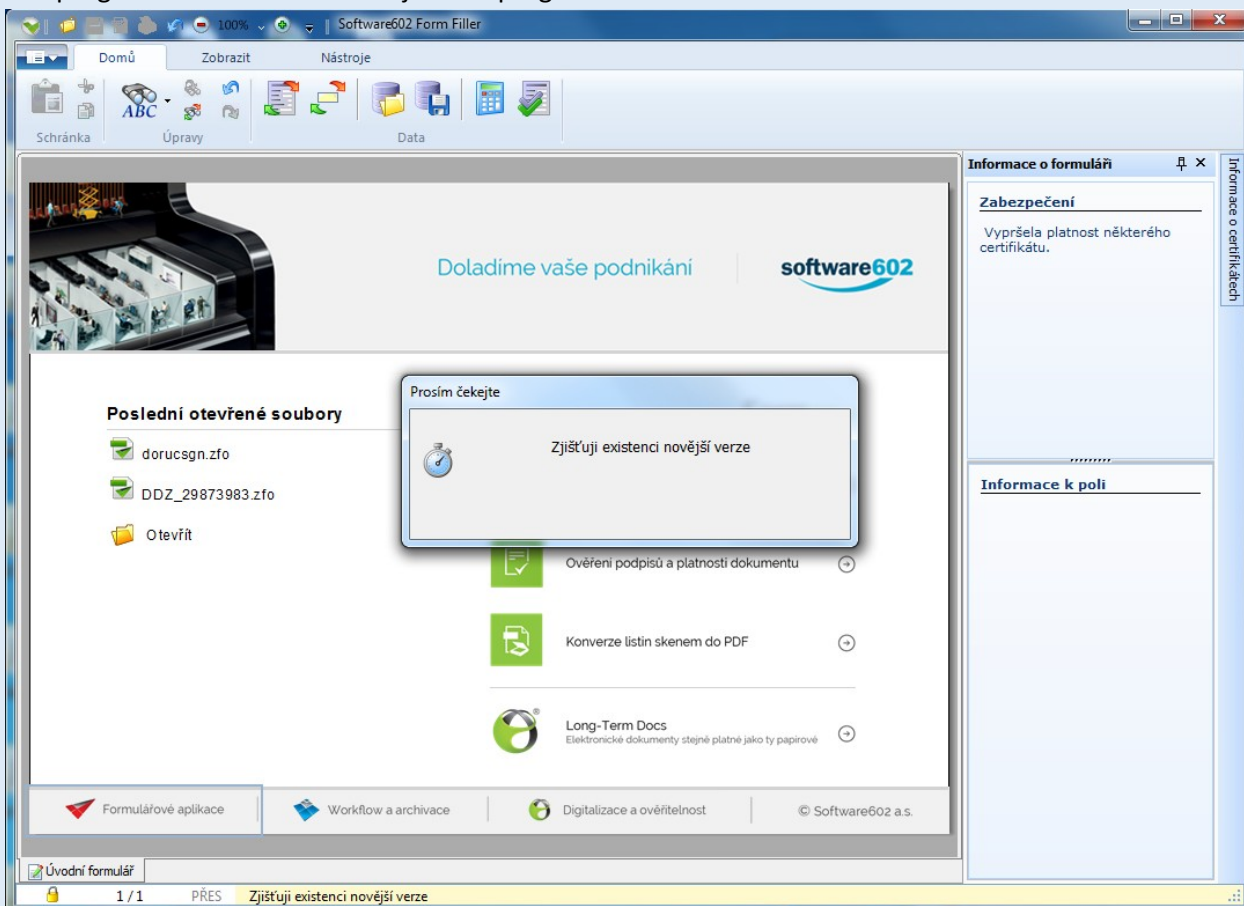 100%
Software602 Form Filler
Domů
Zobrazit
Nástroje
ABC
Schránka
Úpravy
Data
Informace o formuláři
Informace o certifikátech
Zabezpečení
Vypršela platnost některého
certifikátu.
Doladíme vaše podnikání
software602
Poslední otevřené soubory
dorucsgn.zfo
DDZ_29873983.zfo
Otevřít
Prosím čekejte
Zjišťuji existenci novější verze
Informace k poli
Ověření podpisů a platnosti dokumentu
Konverze listin skenem do PDF
Long-Term Docs
Elektronické dokumenty stejně platné jako ty papírové
Formulářové aplikace
Workflow a archivace
Digitalizace a ověřitelnost
© Software602 a.s.
Úvodní formulář
1/1
PŘES
Zjišťuji existenci novější verze